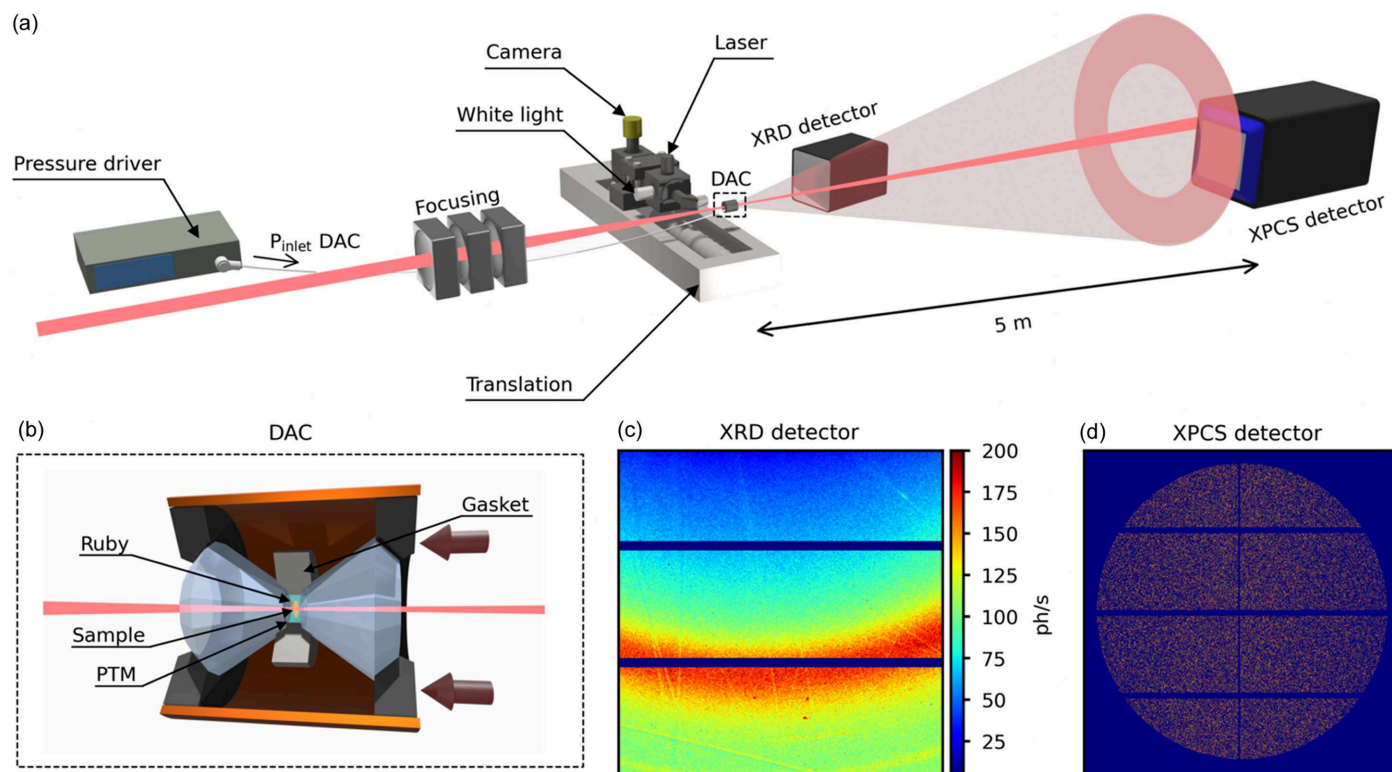 (a)
Camera
Laser
White light
XRD detector
Pressure driver
DAC
Focusing
P_inlet DAC
XPCS detector
5 m
Translation
(b)
DAC
Gasket
Ruby
Sample
PTM
(c)
XRD detector
200
175
150
125
100
75
50
25
ph/s
(d)
XPCS detector